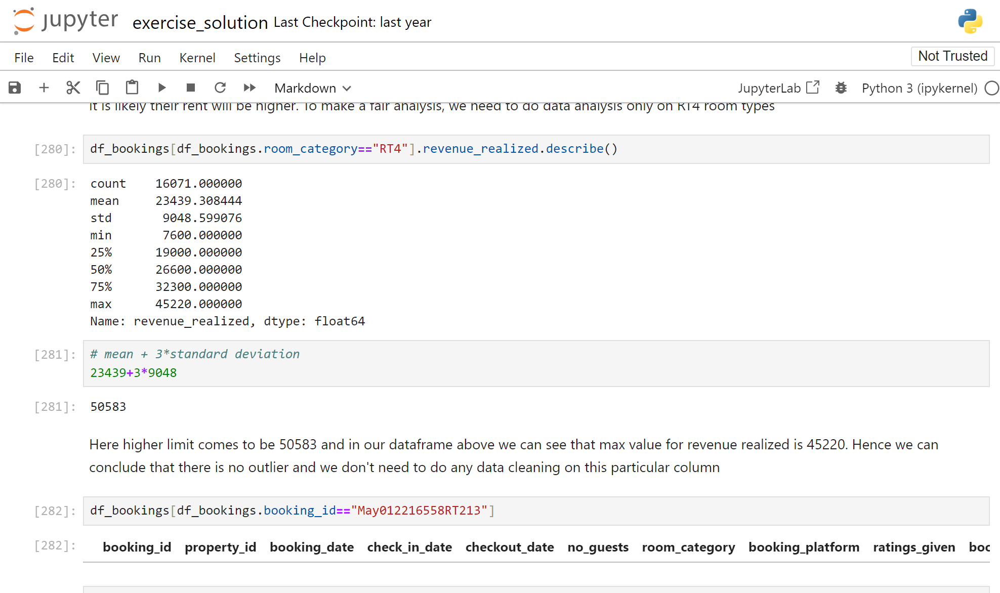 jupyter exercise_solution Last Checkpoint: last year
File Edit View Run Kernel Settings Help Not Trusted
Markdown JupyterLab Python 3 (ipykernel)
It is likely their rent will be higher. To make a fair analysis, we need to do data analysis only on RT4 room types
[280]: df_bookings[df_bookings.room_category=="RT4"].revenue_realized.describe()
[280]: count 16071.000000
mean 23439.308444
std 9048.599076
min 7600.000000
25% 19000.000000
50% 26600.000000
75% 32300.000000
max 45220.000000
Name: revenue_realized, dtype: float64
[281]: # mean + 3*standard deviation
23439+3*9048
[281]: 50583
Here higher limit comes to be 50583 and in our dataframe above we can see that max value for revenue realized is 45220. Hence we can
conclude that there is no outlier and we don't need to do any data cleaning on this particular column
[282]: df_bookings[df_bookings.booking_id=="May012216558RT213"]
[282]: booking_id property_id booking_date check_in_date checkout_date no_guests room_category booking_platform ratings_given